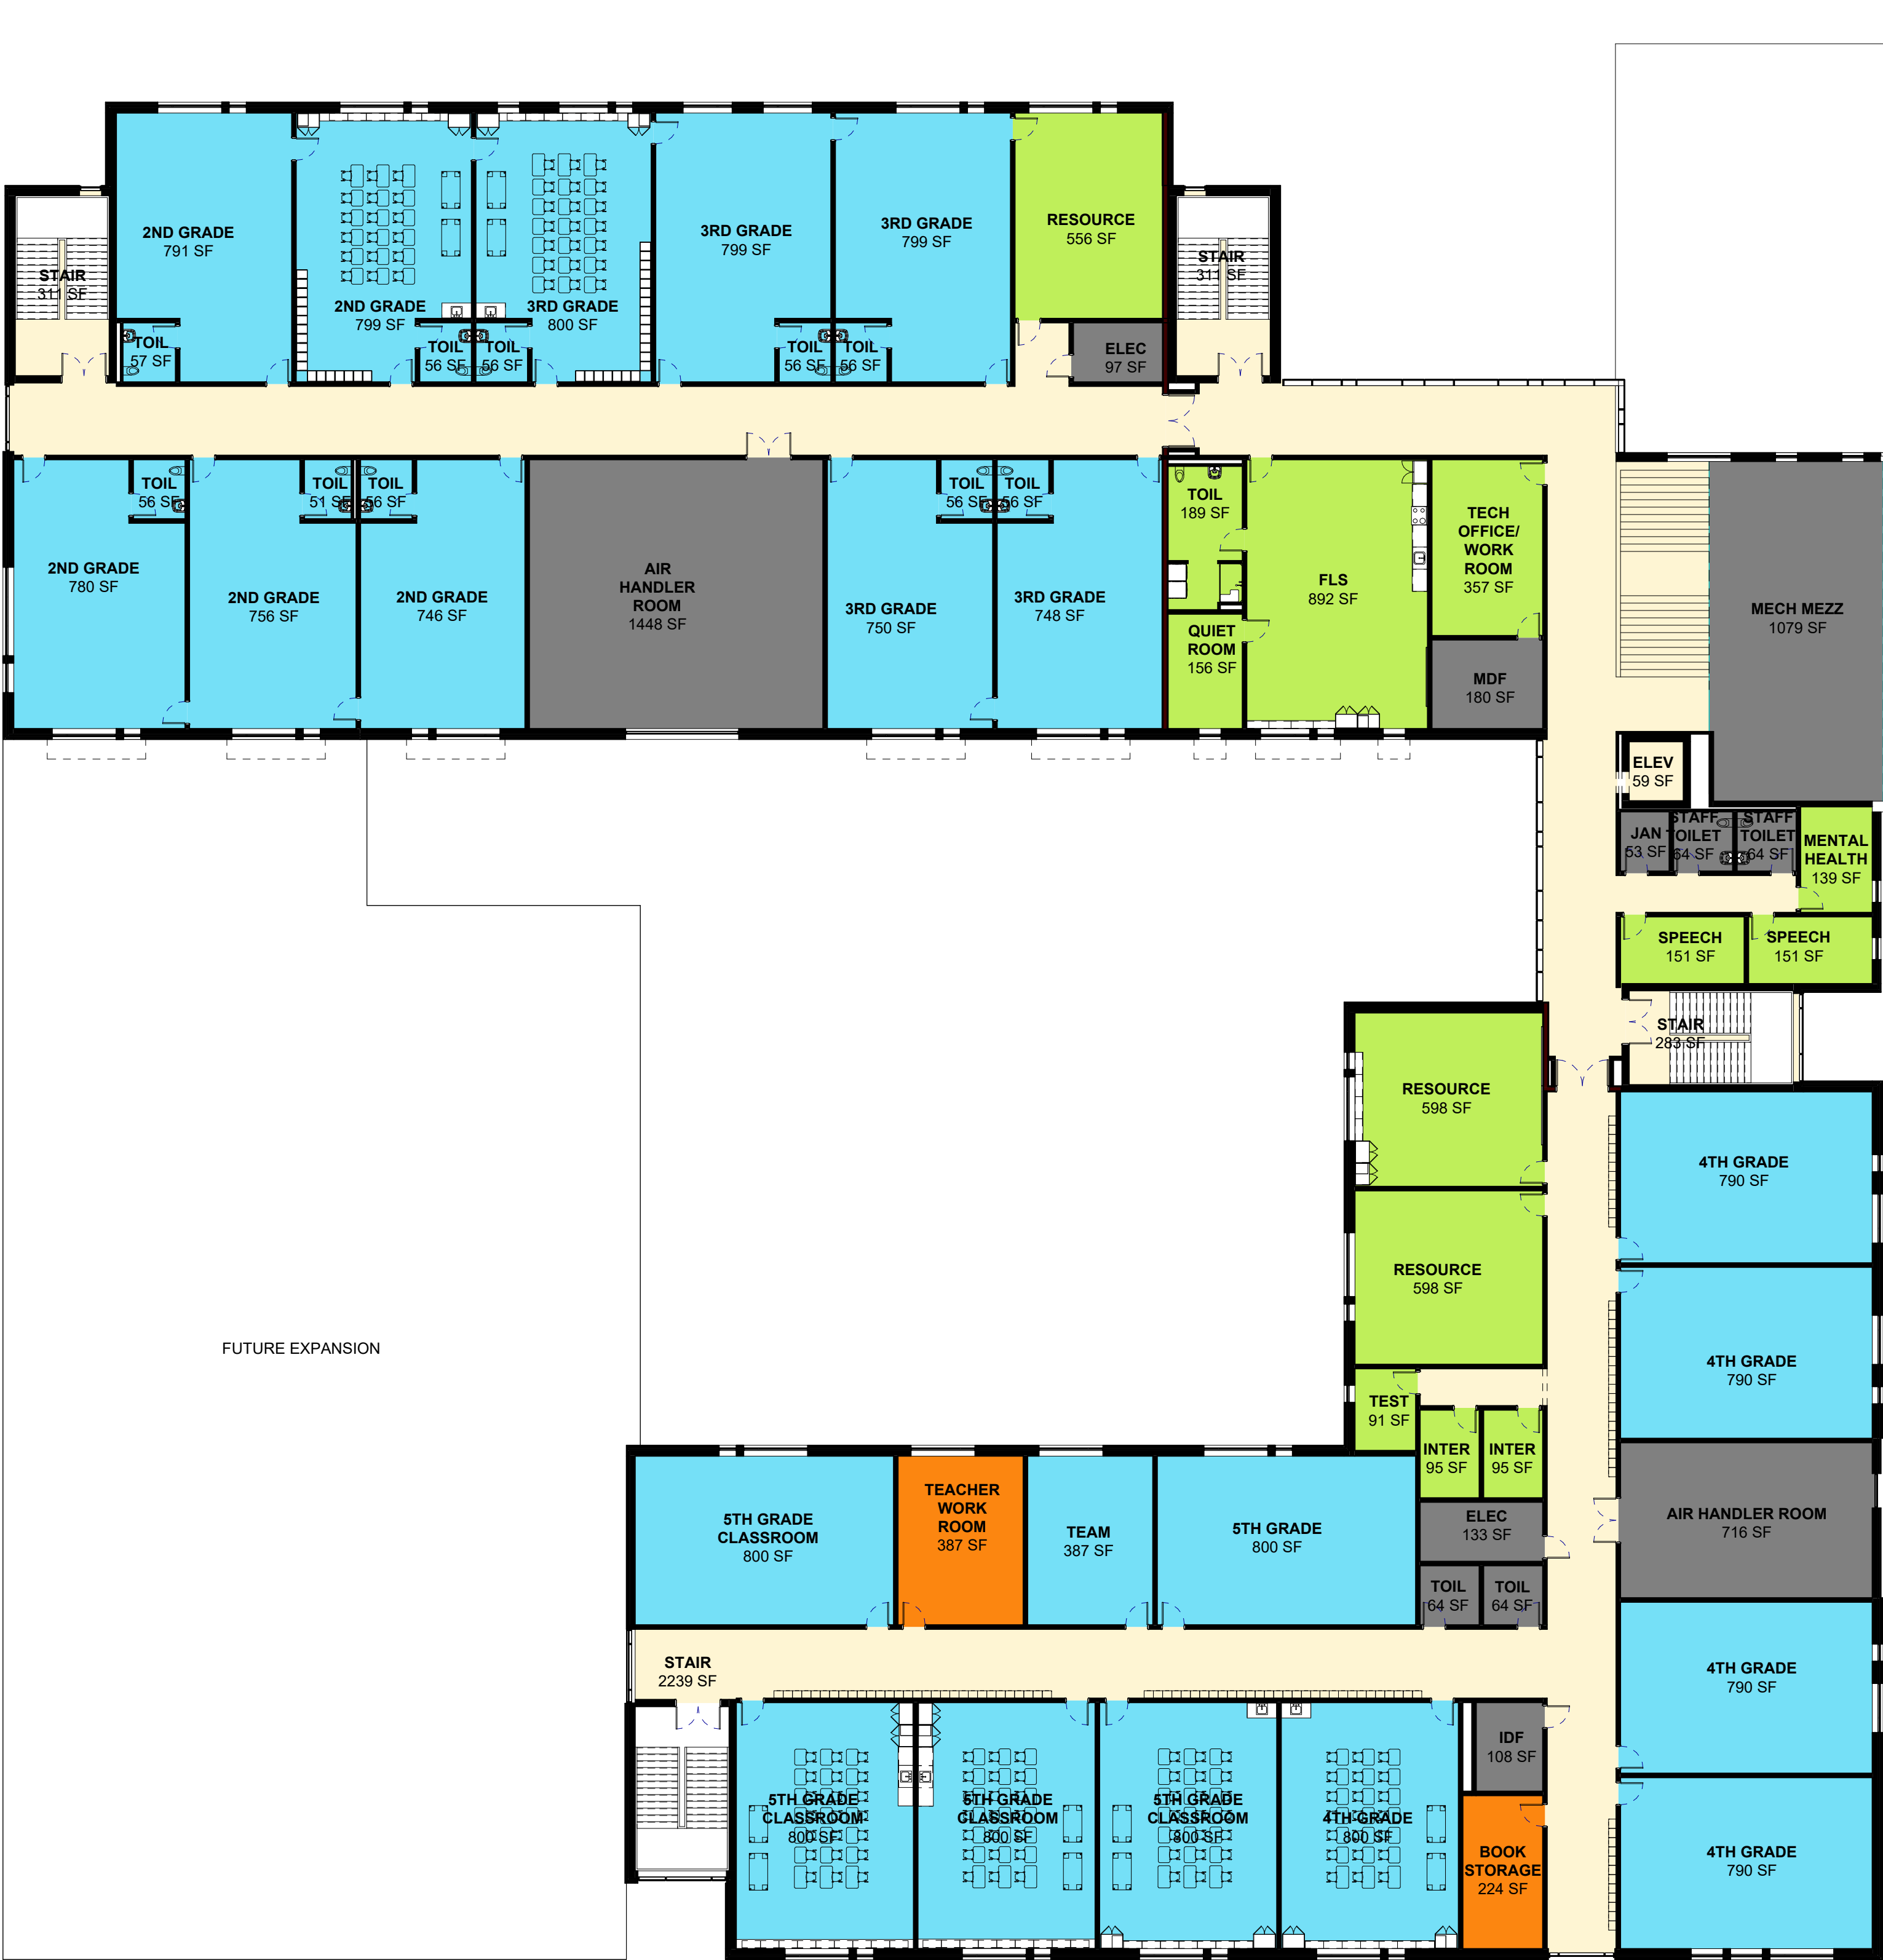 2ND GRADE
791 SF
2ND GRADE
799 SF
3RD GRADE
800 SF
3RD GRADE
799 SF
3RD GRADE
799 SF
RESOURCE
556 SF
STAIR
311 SF
STAIR
311 SF
TOIL
57 SF
TOIL
56 SF
TOIL
56 SF
TOIL
56 SF
TOIL
56 SF
ELEC
97 SF
2ND GRADE
780 SF
TOIL
56 SF
2ND GRADE
756 SF
TOIL
51 SF
TOIL
56 SF
2ND GRADE
746 SF
AIR
HANDLER
ROOM
1448 SF
3RD GRADE
750 SF
TOIL
56 SF
TOIL
56 SF
3RD GRADE
748 SF
TOIL
189 SF
QUIET
ROOM
156 SF
FLS
892 SF
TECH
OFFICE/
WORK
ROOM
357 SF
MDF
180 SF
MECH MEZZ
1079 SF
ELEV
59 SF
JAN
53 SF
STAFF
TOILET
64 SF
STAFF
TOILET
64 SF
MENTAL
HEALTH
139 SF
SPEECH
151 SF
SPEECH
151 SF
STAIR
283 SF
RESOURCE
598 SF
4TH GRADE
790 SF
RESOURCE
598 SF
4TH GRADE
790 SF
FUTURE EXPANSION
TEST
91 SF
INTER
95 SF
INTER
95 SF
5TH GRADE
CLASSROOM
800 SF
TEACHER
WORK
ROOM
387 SF
TEAM
387 SF
5TH GRADE
800 SF
ELEC
133 SF
AIR HANDLER ROOM
716 SF
TOIL
64 SF
TOIL
64 SF
STAIR
2239 SF
4TH GRADE
790 SF
IDF
108 SF
5TH GRADE
CLASSROOM
800 SF
5TH GRADE
CLASSROOM
800 SF
5TH GRADE
CLASSROOM
800 SF
4TH GRADE
800 SF
BOOK
STORAGE
224 SF
4TH GRADE
790 SF